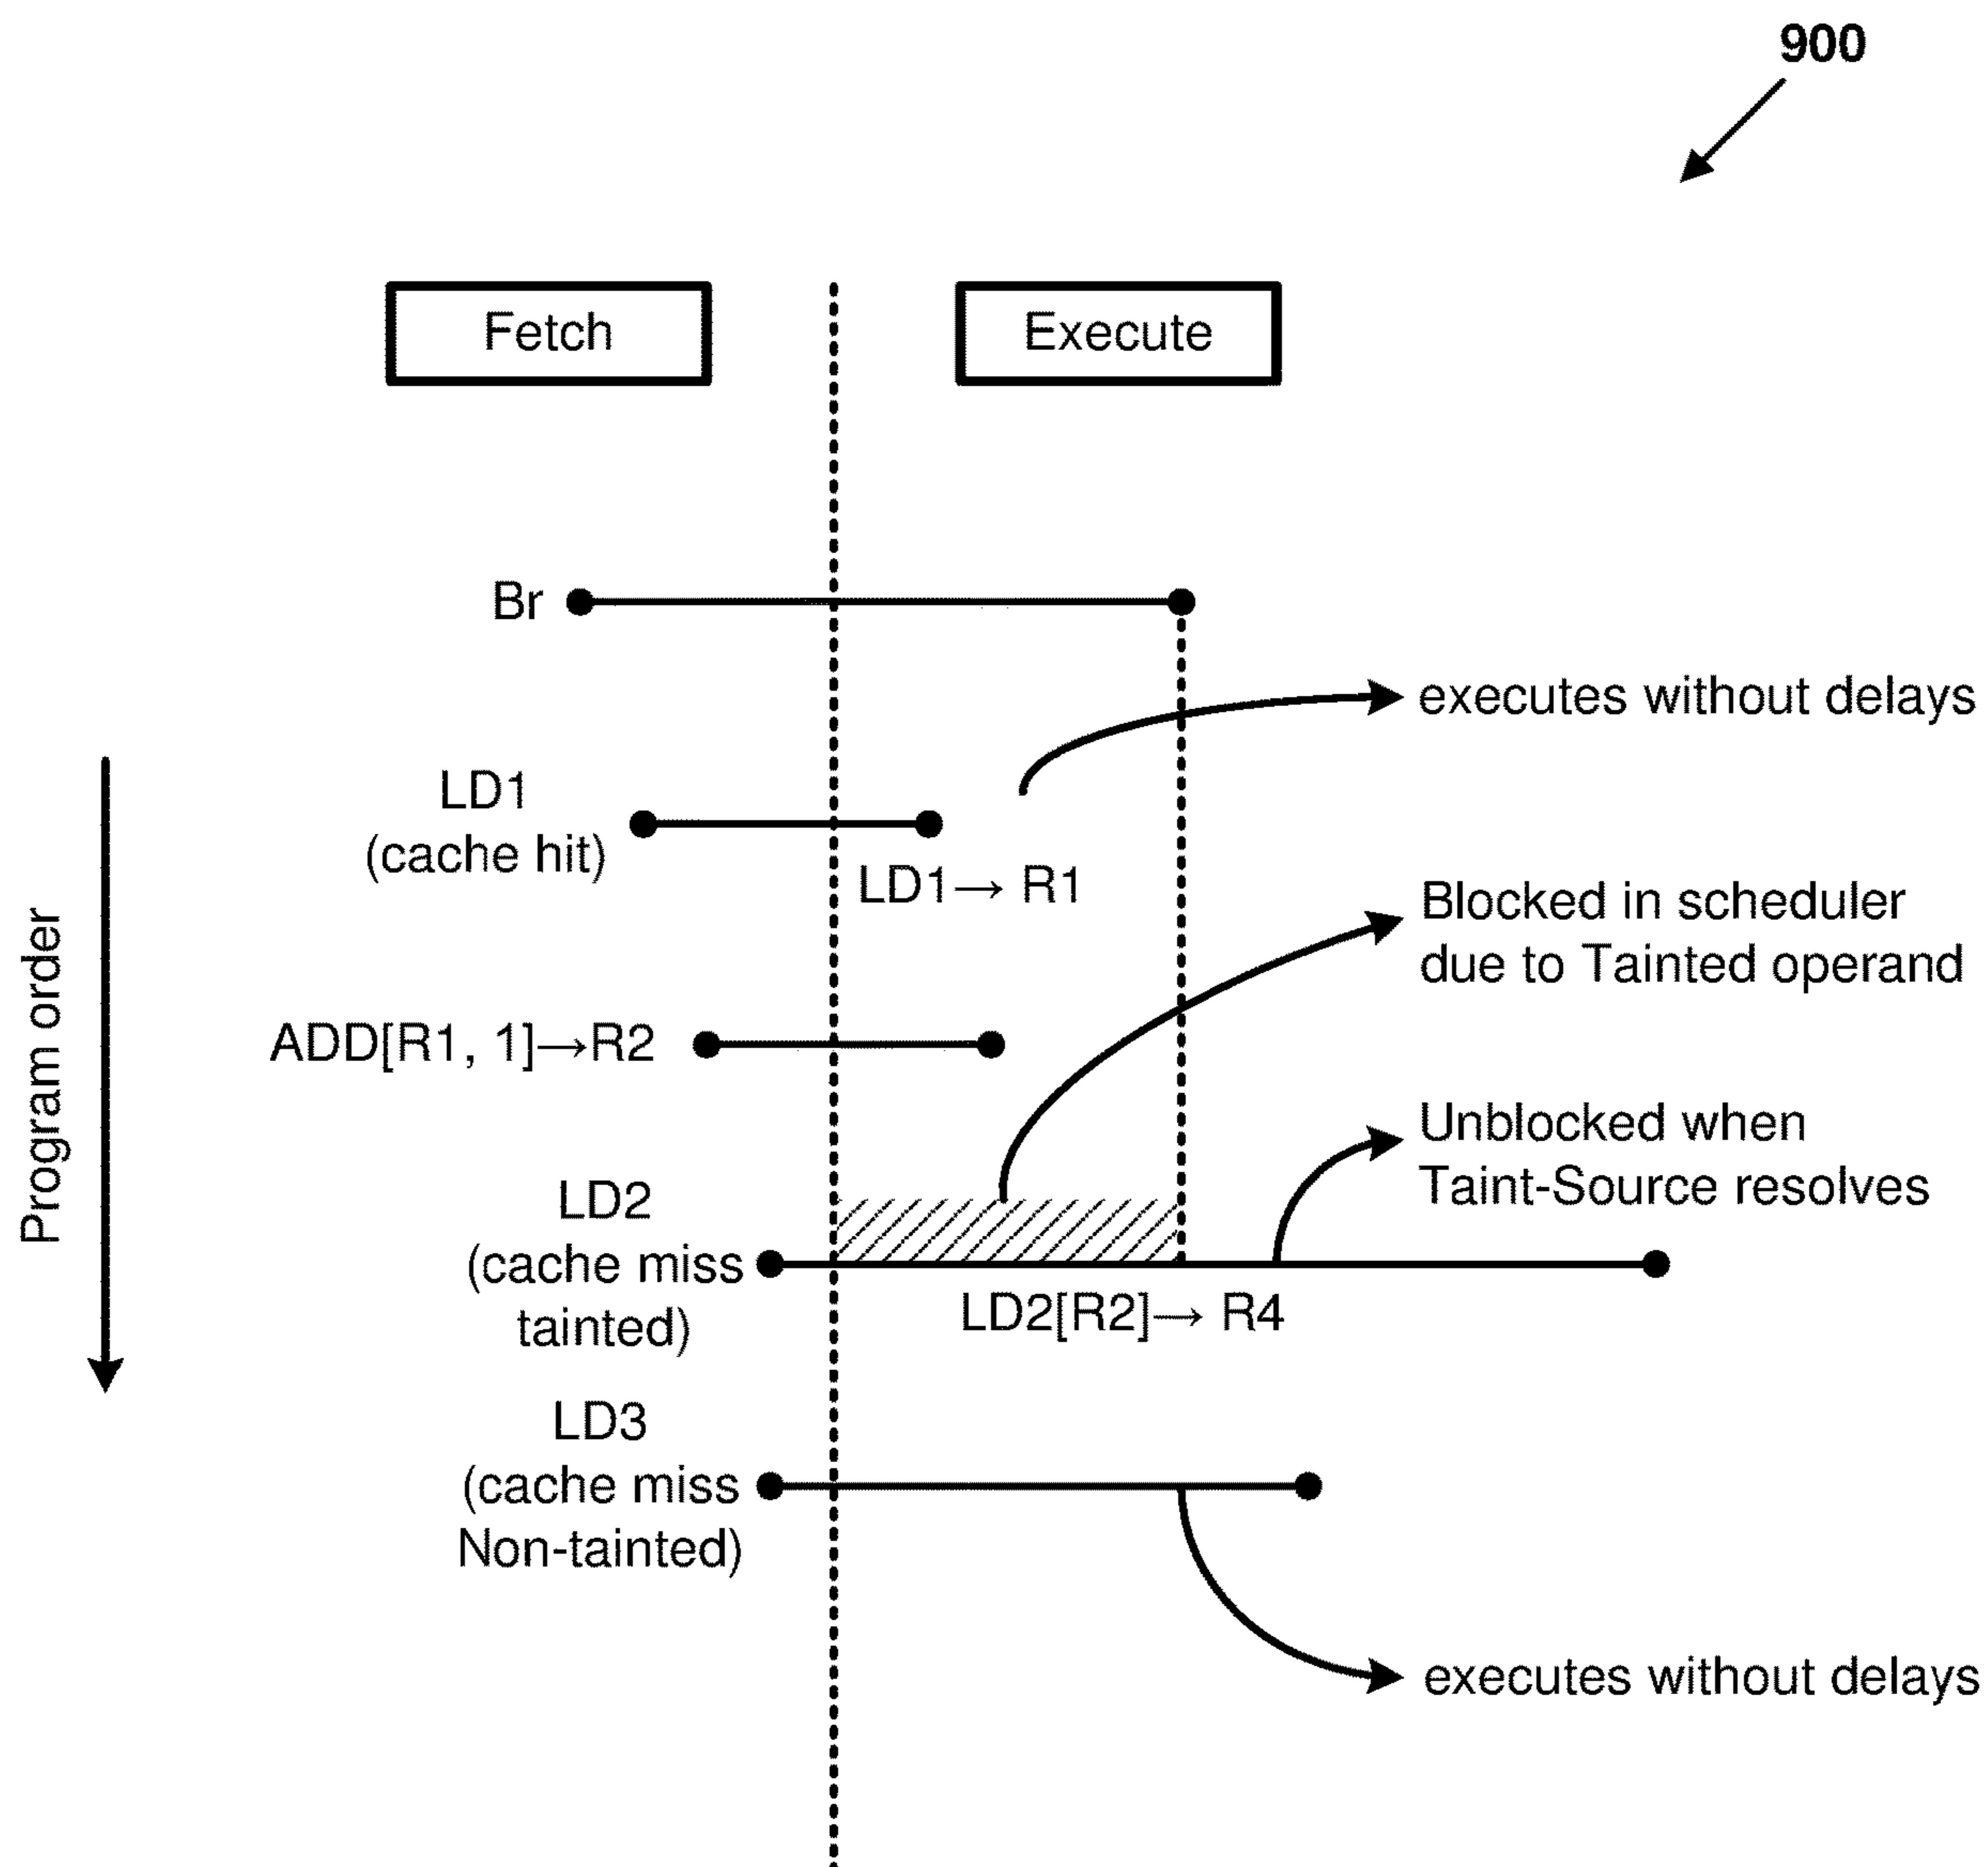 900
Fetch
Execute
Br
executes without delays
LD1
(cache hit)
LD1→ R1
Blocked in scheduler
due to Tainted operand
Program order
ADD[R1, 1]→R2
Unblocked when
Taint-Source resolves
LD2
(cache miss
tainted)
LD2[R2]→ R4
LD3
(cache miss
Non-tainted)
executes without delays